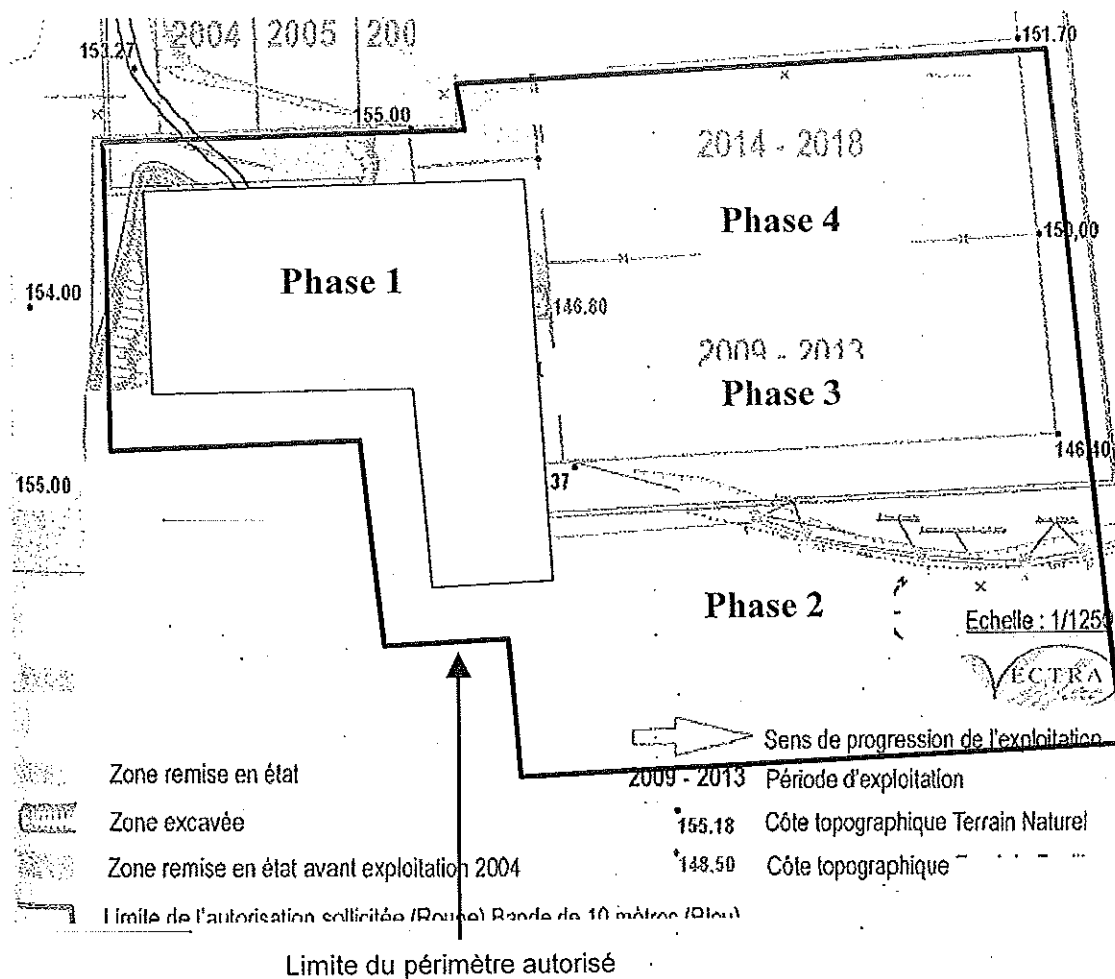 2004 2005 200
153.27
151.70
155.00
2014 - 2018
Phase 4
150,00
Phase 1
154.00
146.80
2009 - 2013
Phase 3
146.40
37
155.00
Phase 2
Echelle : 1/125
VECTRA
Sens de progression de l'exploitation
Zone remise en état
2009 - 2013 Période d'exploitation
Zone excavée
155.18 Côte topographique Terrain Naturel
Zone remise en état avant exploitation 2004
148.50 Côte topographique
Limite de l'autorisation sollicitée (Rouge) Bande de 10 mètres (Bleu)
Limite du périmètre autorisé